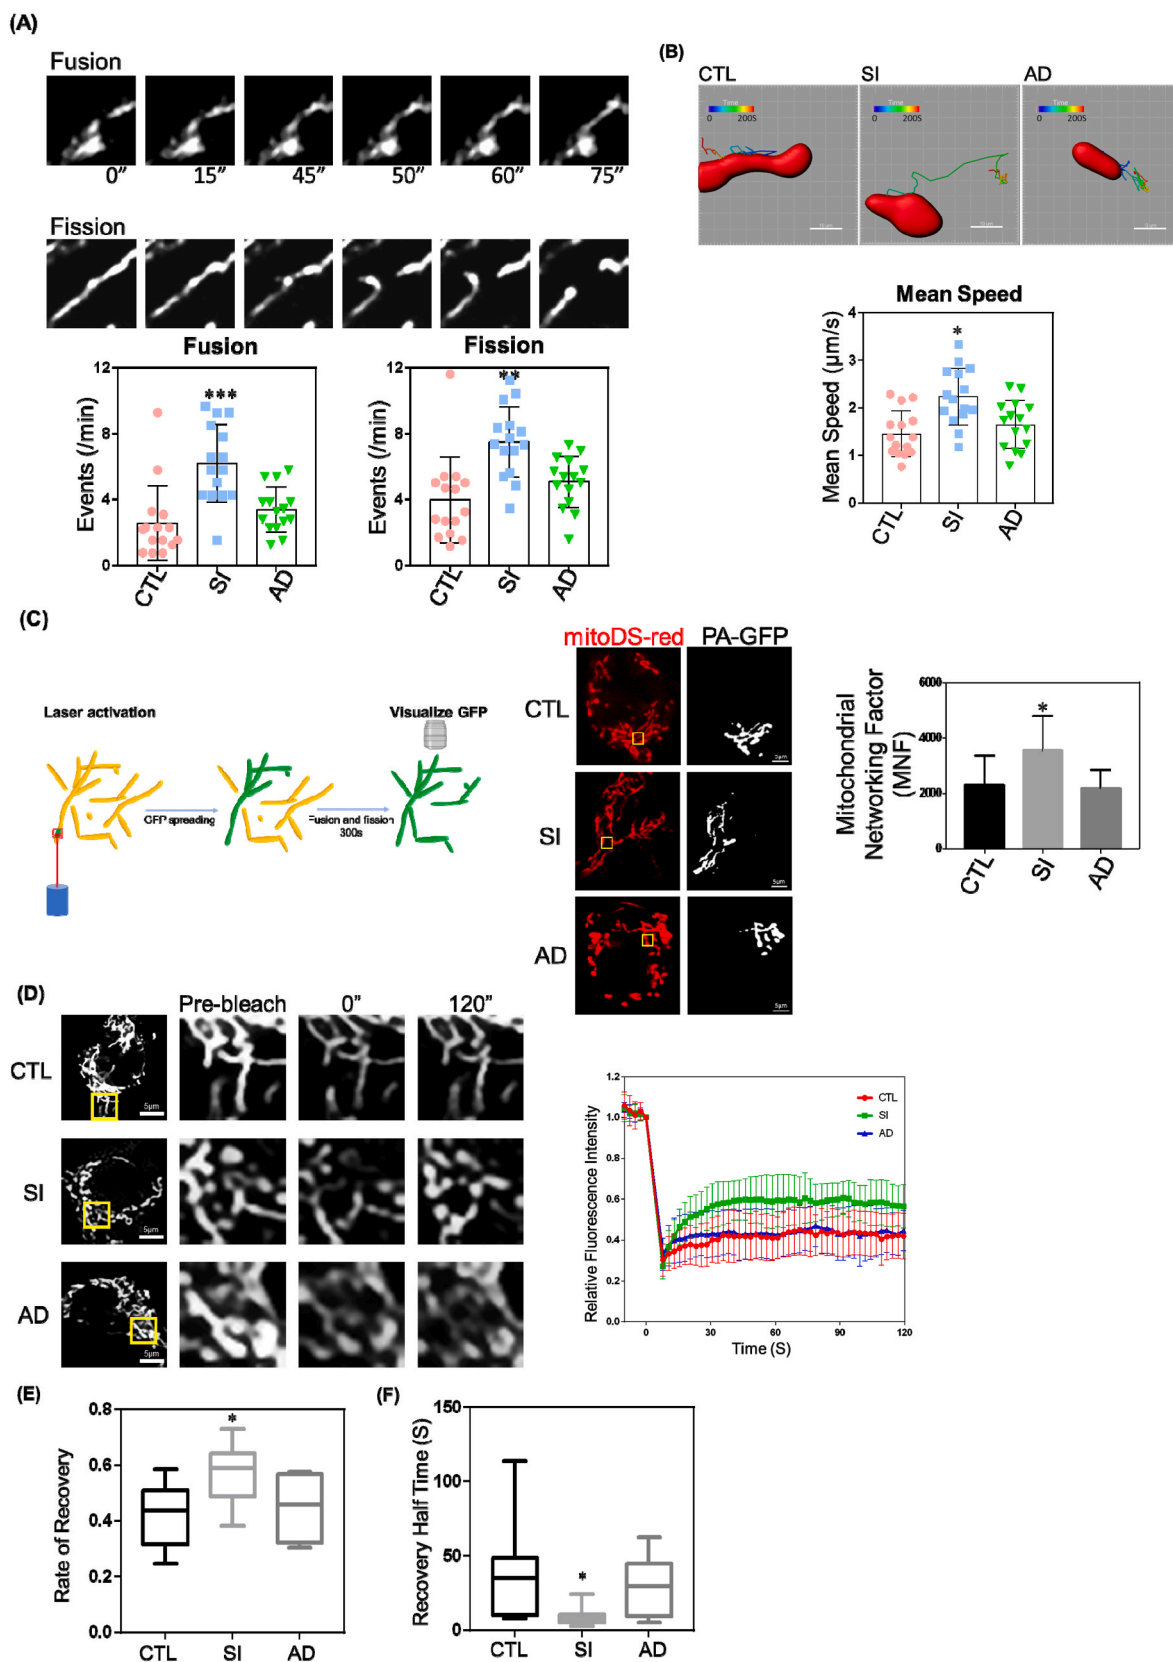 (A)
Fusion
0” 15” 45” 50” 60” 75”
Fission
Fusion
Events (/min)
12
8
4
0
***
CTL SI AD
Fission
Events (/min)
12
8
4
0
**
CTL SI AD
(B)
CTL SI AD
Time
0 200S
Time
0 200S
Time
0 200S
Mean Speed
Mean Speed (μm/s)
4
3
2
1
0
*
CTL SI AD
(C)
Laser activation
GFP spreading
Fusion and fission
300s
Visualize GFP
mitoDS-red PA-GFP
CTL
5μm
SI
5μm
AD
5μm
Mitochondrial
Networking Factor
(MNF)
6000
4000
2000
0
*
CTL SI AD
(D)
Pre-bleach 0” 120”
CTL
5μm
SI
5μm
AD
5μm
Relative Fluorescence Intensity
1.2
1.0
0.8
0.6
0.4
0.2
0.0
CTL
SI
AD
0 30 60 90 120
Time (S)
(E)
Rate of Recovery
0.8
0.6
0.4
0.2
0.0
*
CTL SI AD
(F)
Recovery Half Time (S)
150
100
50
0
*
CTL SI AD